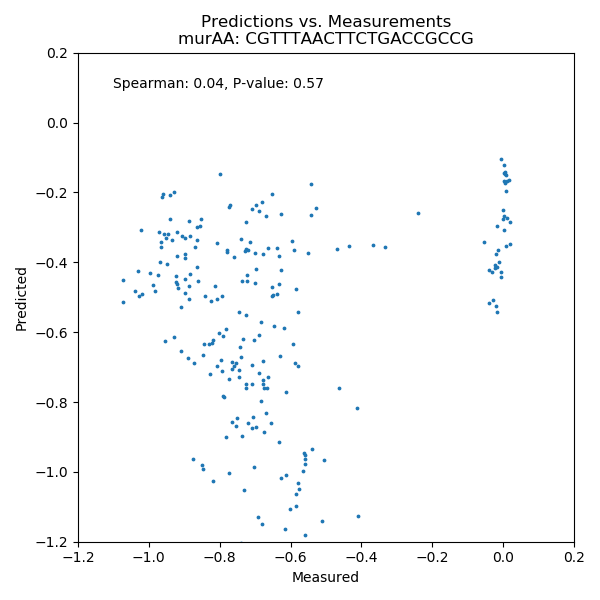 Predictions vs. Measurements
murAA: CGTTTAACTTCTGACCGCCG
0.2
Spearman: 0.04, P-value: 0.57
0.0
−0.2
−0.4
Predicted
−0.6
−0.8
−1.0
−1.2
−1.2 −1.0 −0.8 −0.6 −0.4 −0.2 0.0 0.2
Measured